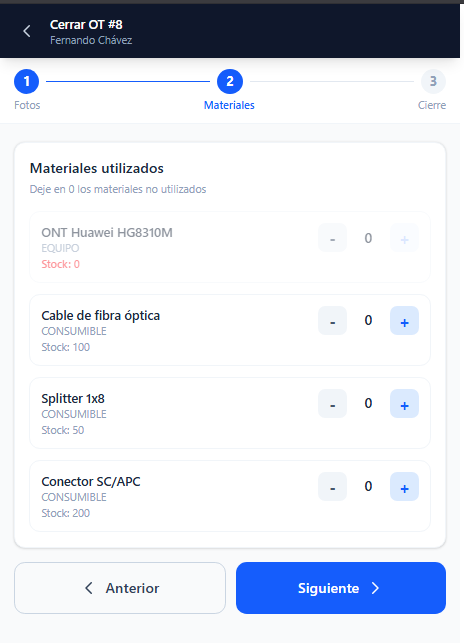 Cerrar OT #8
Fernando Chávez
1
2
3
Fotos
Materiales
Cierre
Materiales utilizados
Deje en 0 los materiales no utilizados
ONT Huawei HG8310M
- 0 +
EQUIPO
Stock: 0
Cable de fibra óptica
- 0 +
CONSUMIBLE
Stock: 100
Splitter 1x8
- 0 +
CONSUMIBLE
Stock: 50
Conector SC/APC
- 0 +
CONSUMIBLE
Stock: 200
Anterior
Siguiente